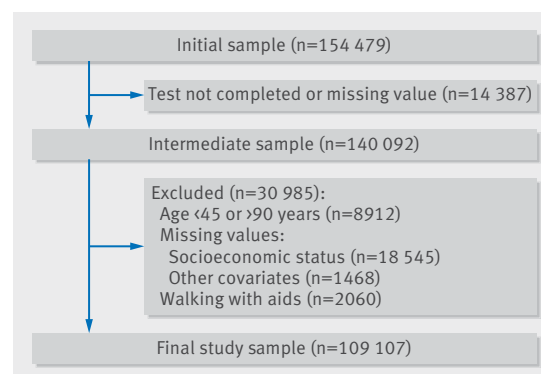 Initial sample (n=154 479)
Test not completed or missing value (n=14 387)
Intermediate sample (n=140 092)
Excluded (n=30 985):
Age <45 or >90 years (n=8912)
Missing values:
Socioeconomic status (n=18 545)
Other covariates (n=1468)
Walking with aids (n=2060)
Final study sample (n=109 107)